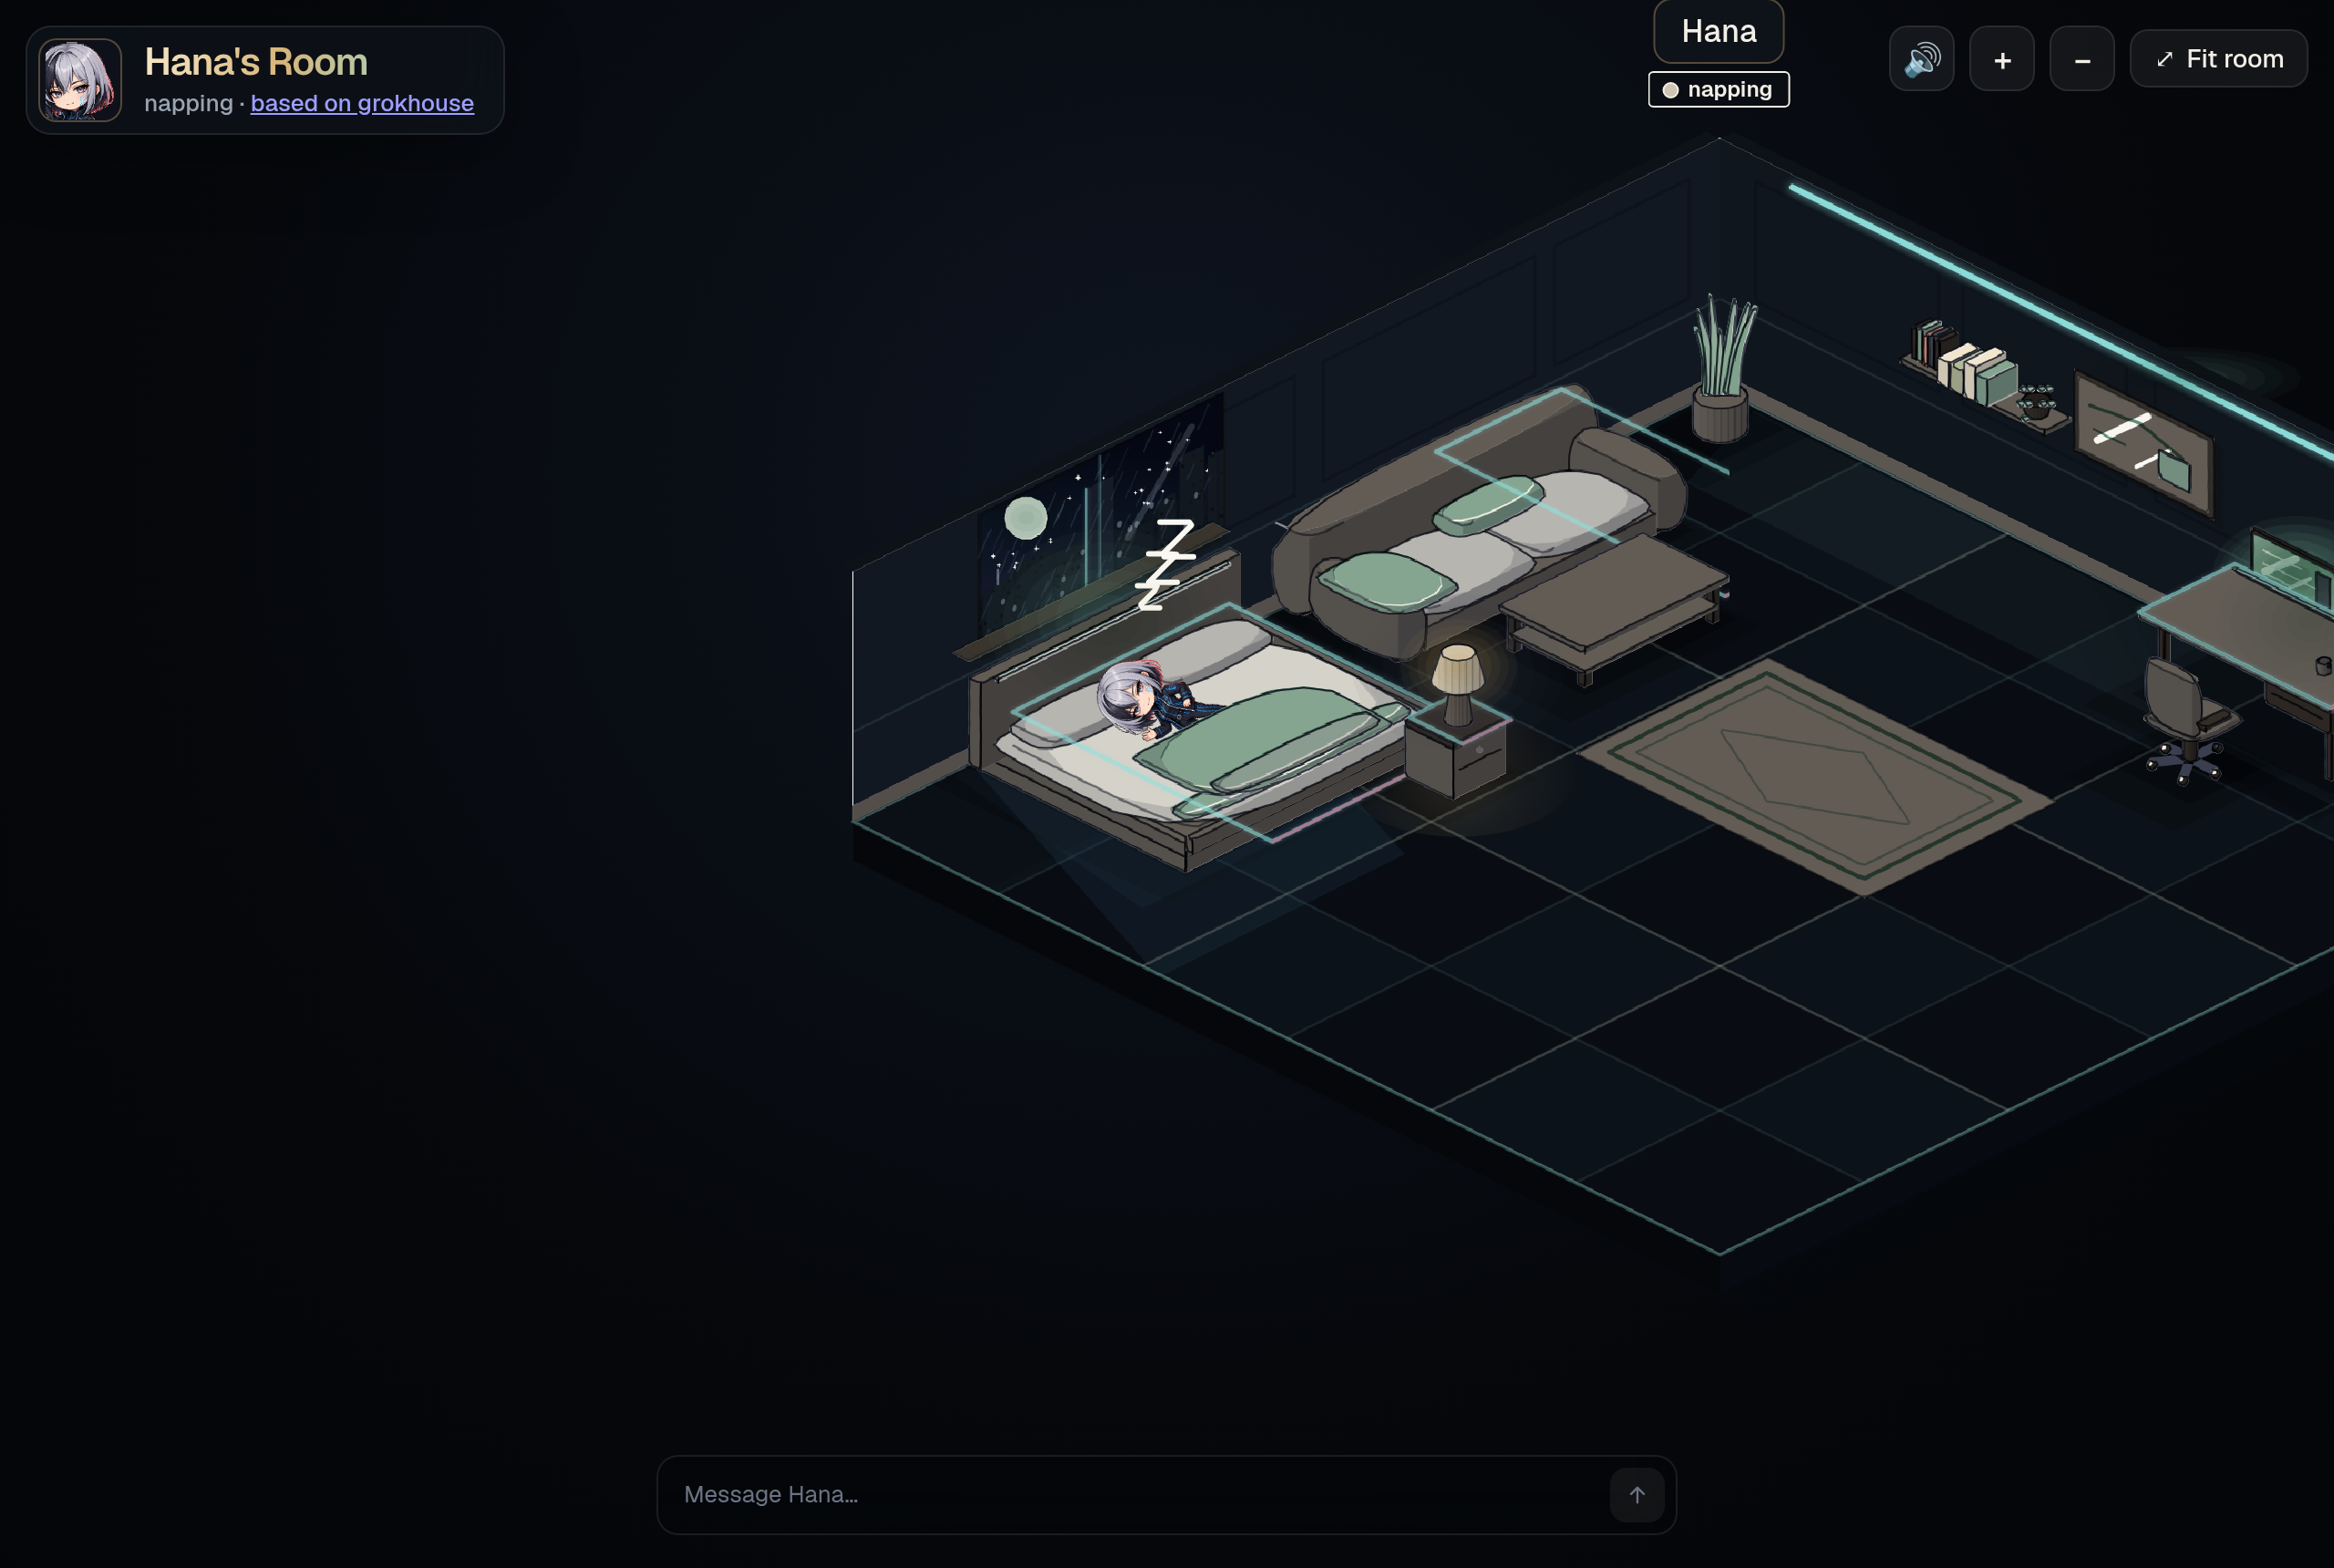 Hana's Room
napping · based on grokhouse
Hana
napping
+
−
⤢ Fit room
Z
Z
Z
Message Hana...